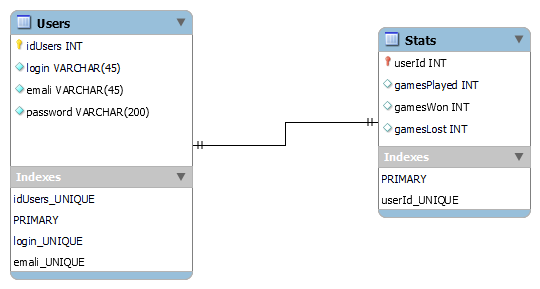 Users
idUsers INT
login VARCHAR(45)
emali VARCHAR(45)
password VARCHAR(200)
Indexes
idUsers_UNIQUE
PRIMARY
login_UNIQUE
emali_UNIQUE
Stats
userId INT
gamesPlayed INT
gamesWon INT
gamesLost INT
Indexes
PRIMARY
userId_UNIQUE